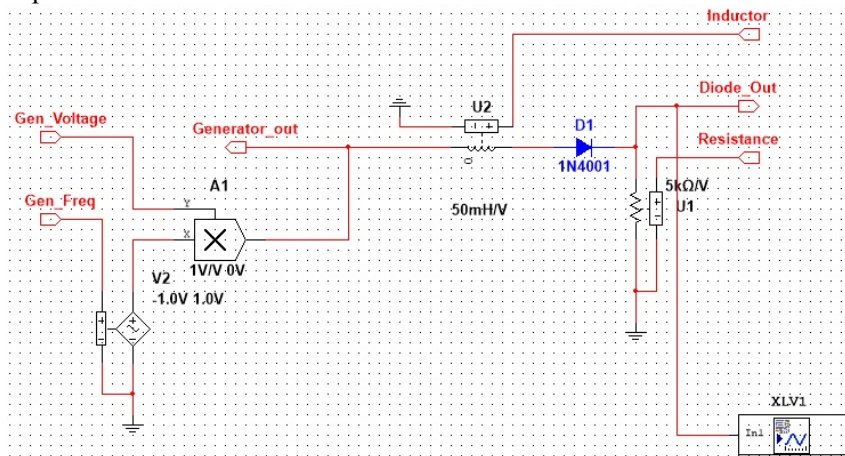 Inductor
U2
Diode_Out
Gen_Voltage
Generator_out
D1
Resistance
1N4001
A1
5kΩ/V
Gen_Freq
Y
U1
50mH/V
X
1V/V 0V
V2
-1.0V 1.0V
XLV1
In1